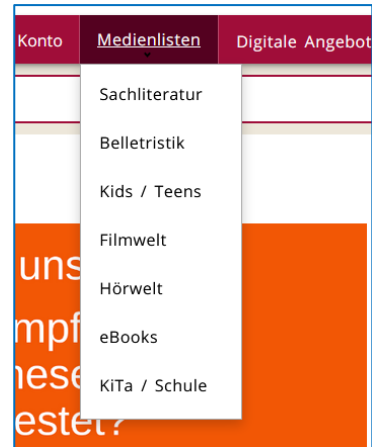 Konto Medienlisten Digitale Angebot
Sachliteratur
Belletristik
Kids / Teens
Filmwelt
uns
Hörwelt
mpf
eBooks
nese
KiTa / Schule
estet?